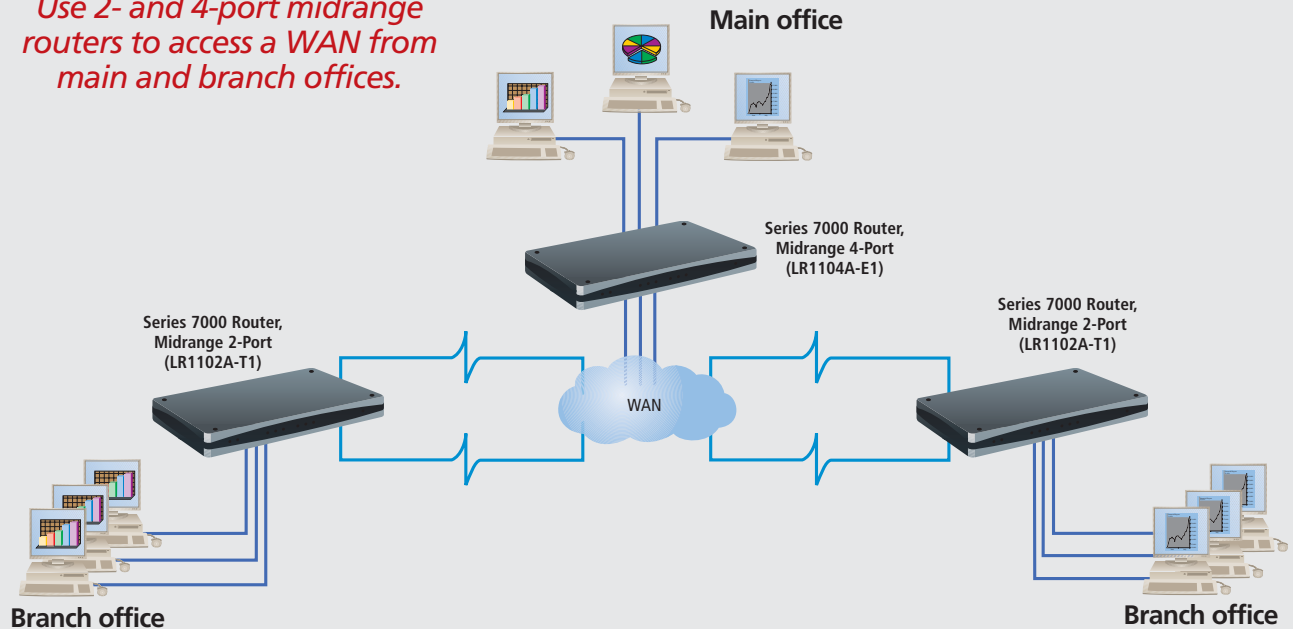 Use 2- and 4-port midrange
routers to access a WAN from
main and branch offices.
Main office
Series 7000 Router,
Midrange 4-Port
(LR1104A-E1)
Series 7000 Router,
Midrange 2-Port
(LR1102A-T1)
Series 7000 Router,
Midrange 2-Port
(LR1102A-T1)
WAN
Branch office
Branch office